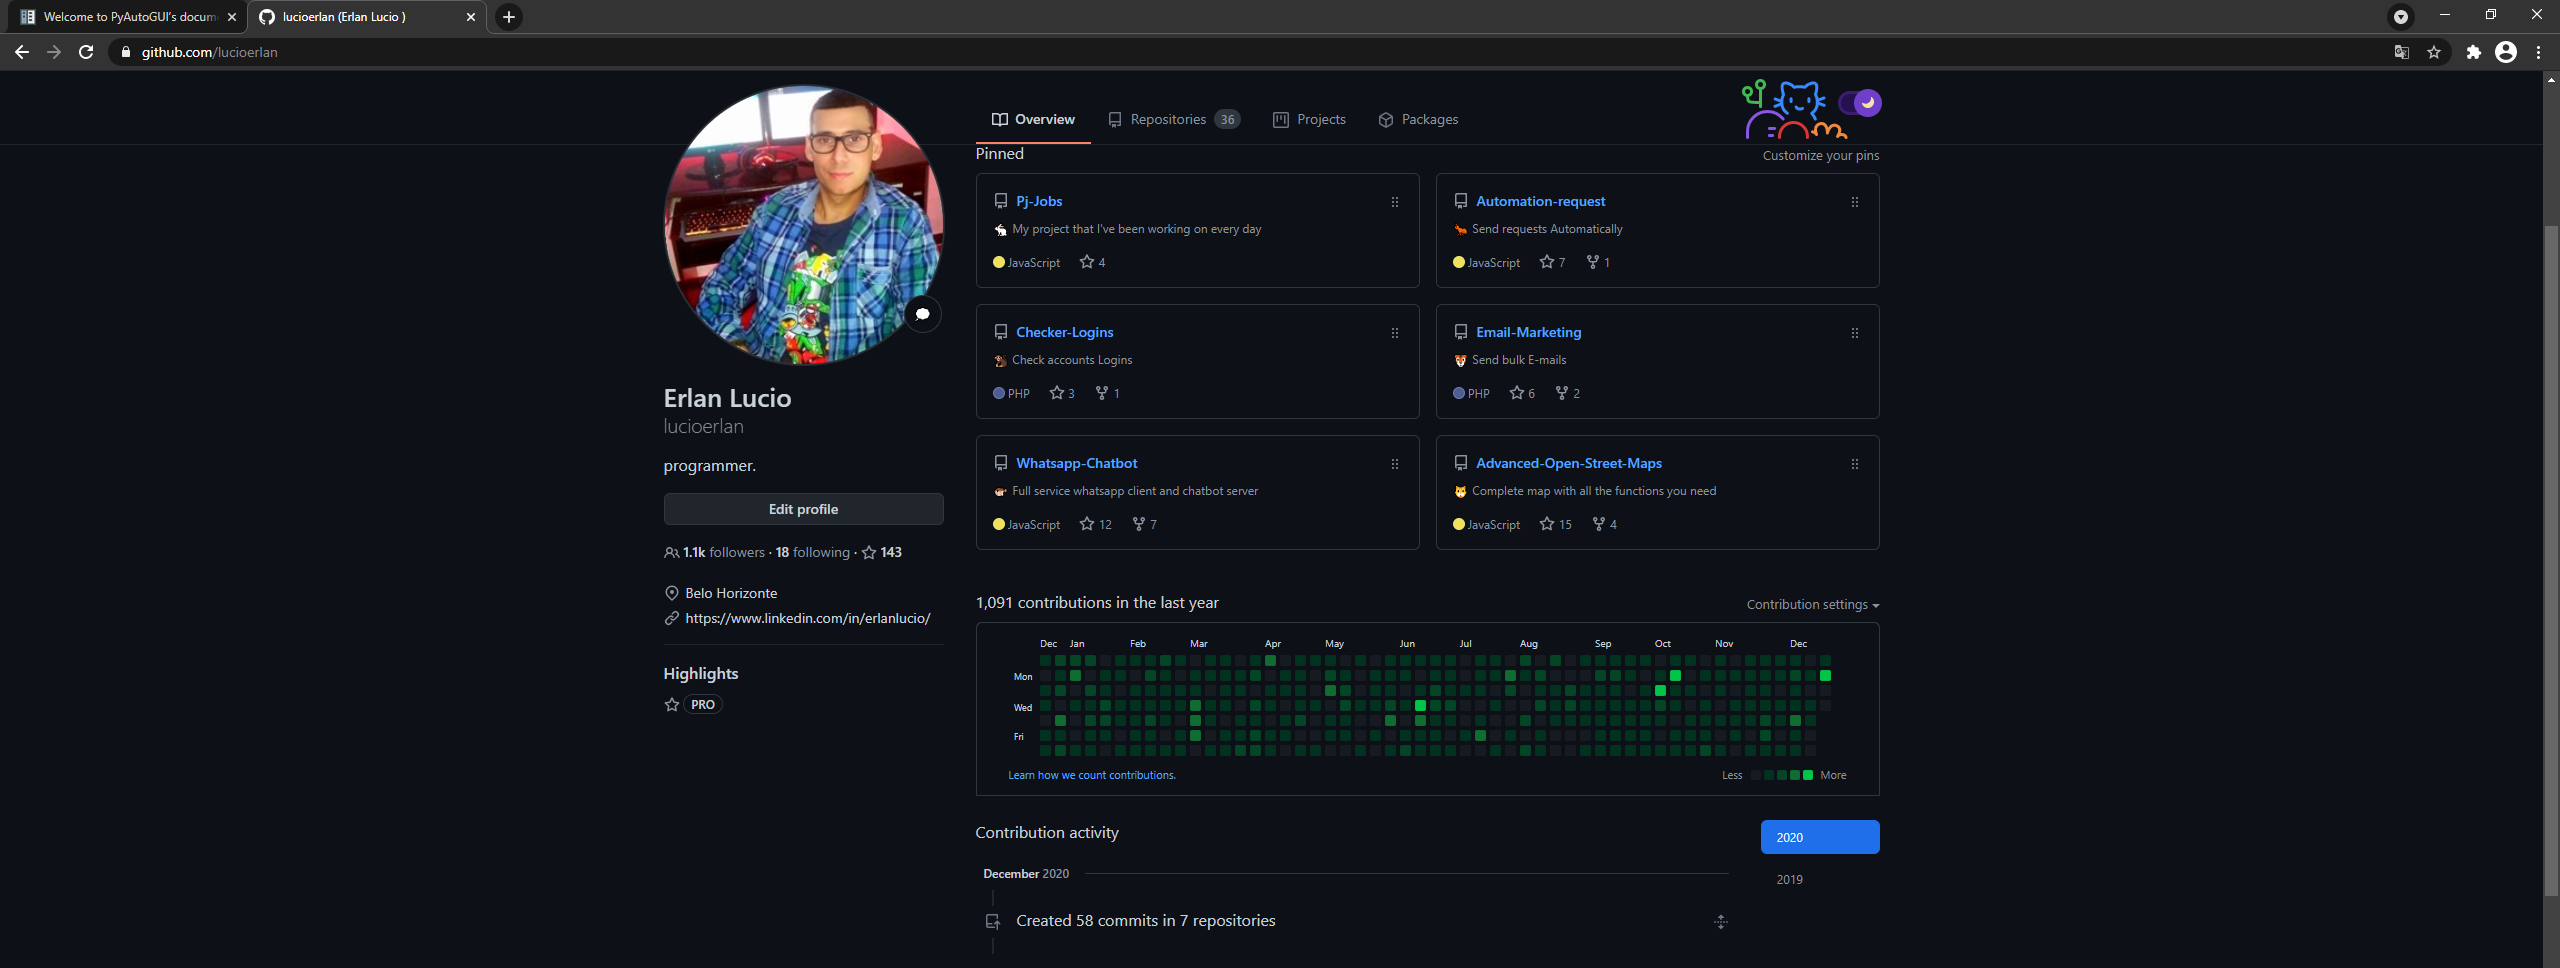 Welcome to PyAutoGUI's docum
lucioerlan (Erlan Lucio )
github.com/lucioerlan
Overview
Repositories 36
Projects
Packages
Erlan Lucio
lucioerlan
programmer.
Edit profile
1.1k followers · 18 following · 143
Belo Horizonte
https://www.linkedin.com/in/erlanlucio/
Highlights
PRO
Pinned
Customize your pins
Pj-Jobs
My project that I've been working on every day
JavaScript 4
Automation-request
Send requests Automatically
JavaScript 7 1
Checker-Logins
Check accounts Logins
PHP 3 1
Email-Marketing
Send bulk E-mails
PHP 6 2
Whatsapp-Chatbot
Full service whatsapp client and chatbot server
JavaScript 12 7
Advanced-Open-Street-Maps
Complete map with all the functions you need
JavaScript 15 4
1,091 contributions in the last year
Contribution settings
Dec Jan Feb Mar Apr May Jun Jul Aug Sep Oct Nov Dec
Mon
Wed
Fri
Learn how we count contributions.
Less More
Contribution activity
2020
2019
December 2020
Created 58 commits in 7 repositories